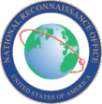 NATIONAL RECONNAISSANCE OFFICE
UNITED STATES OF AMERICA